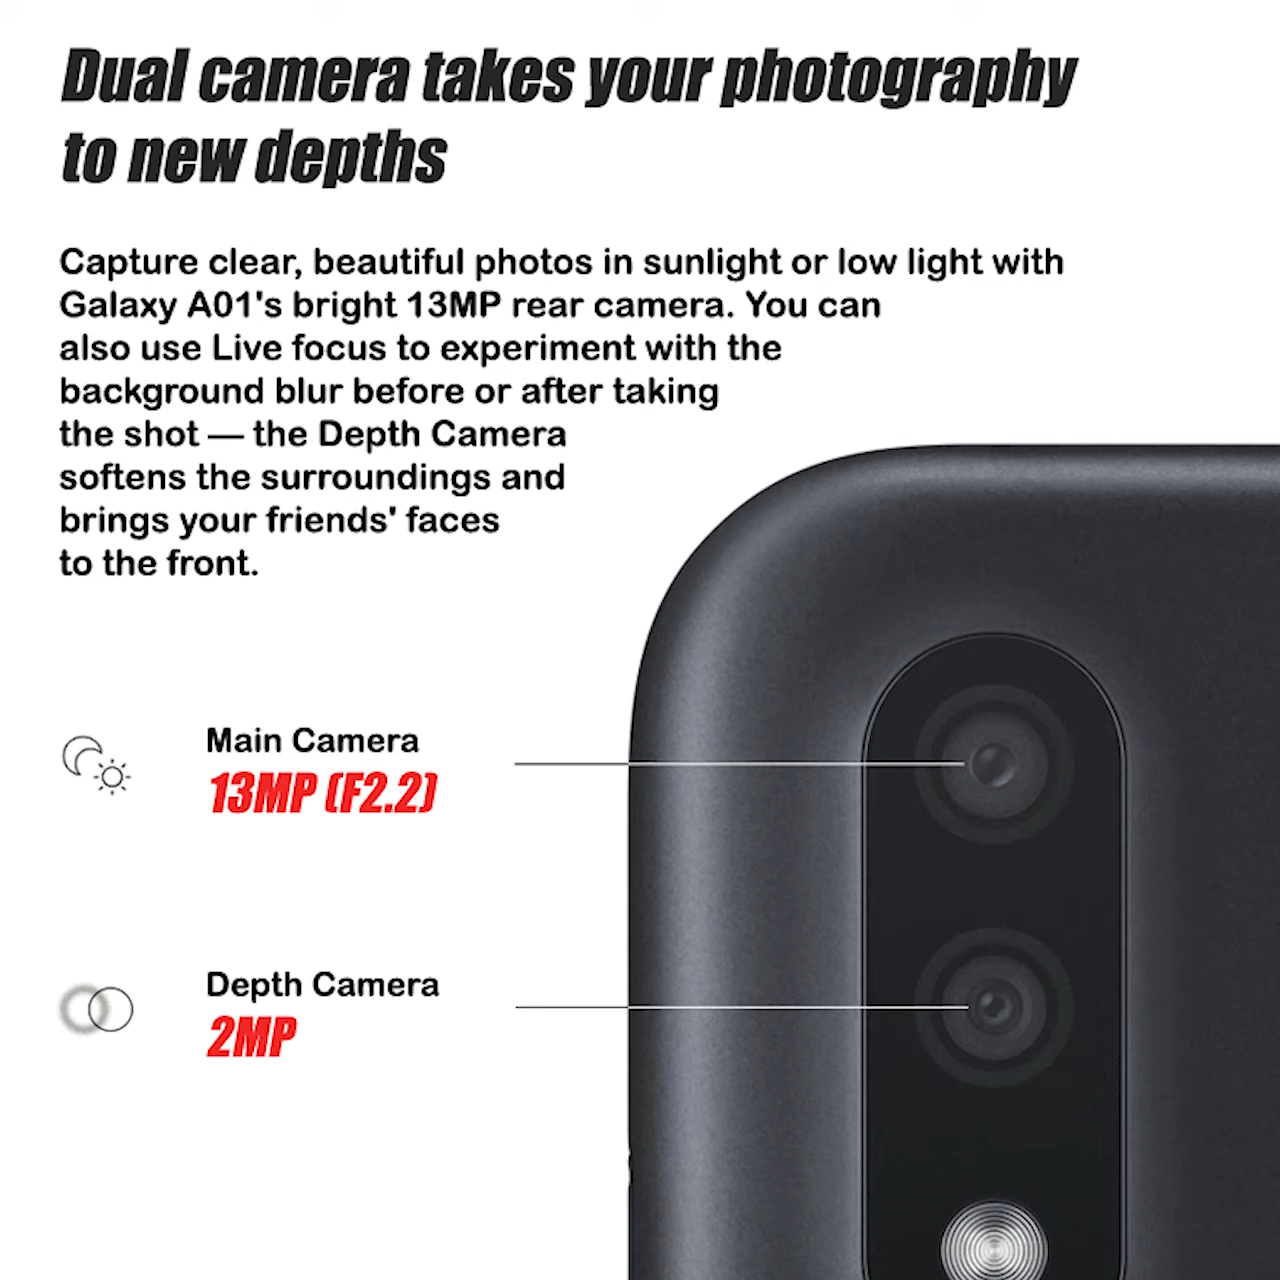 Dual camera takes your photography
to new depths
Capture clear, beautiful photos in sunlight or low light with
Galaxy A01's bright 13MP rear camera. You can
also use Live focus to experiment with the
background blur before or after taking
the shot — the Depth Camera
softens the surroundings and
brings your friends' faces
to the front.
Main Camera
13MP (F2.2)
Depth Camera
2MP